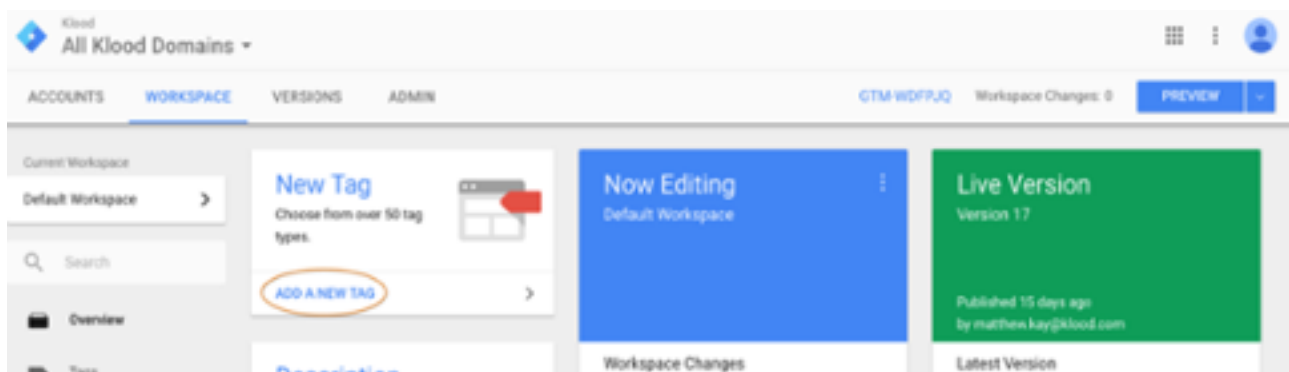 Klood
All Klood Domains
ACCOUNTS WORKSPACE VERSIONS ADMIN GTM-WDFPJQ Workspace Changes: 0 PREVIEW
Current Workspace
Default Workspace
Search
Overview
Tags
New Tag
Choose from over 50 tag
types.
ADD A NEW TAG
Description
Now Editing
Default Workspace
Workspace Changes
Live Version
Version 17
Published 15 days ago
by matthew.kay@klood.com
Latest Version